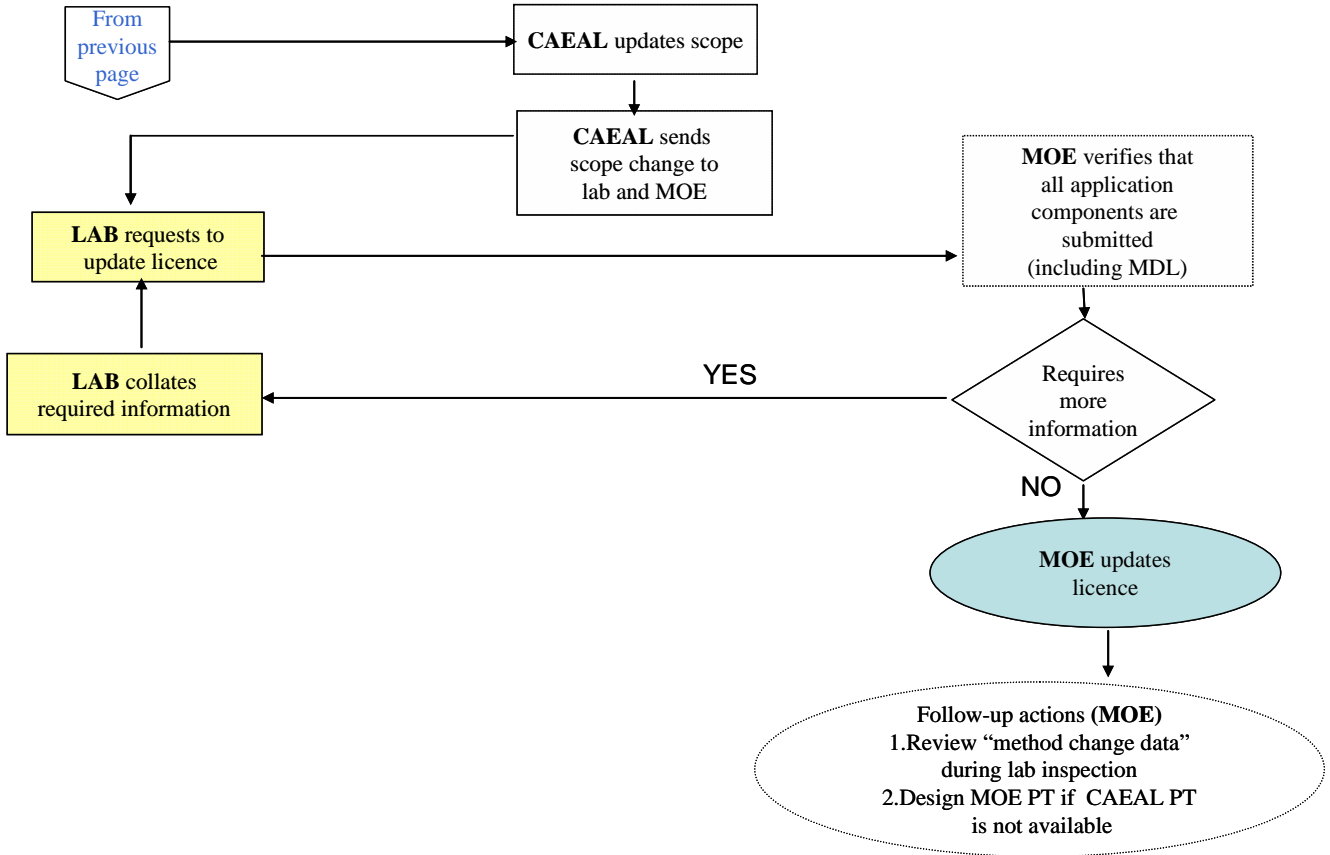 From
previous
page
CAEAL updates scope
CAEAL sends
scope change to
lab and MOE
MOE verifies that
all application
components are
submitted
(including MDL)
LAB requests to
update licence
LAB collates
required information
YES
Requires
more
information
NO
MOE updates
licence
Follow-up actions (MOE)
1.Review “method change data”
during lab inspection
2.Design MOE PT if CAEAL PT
is not available